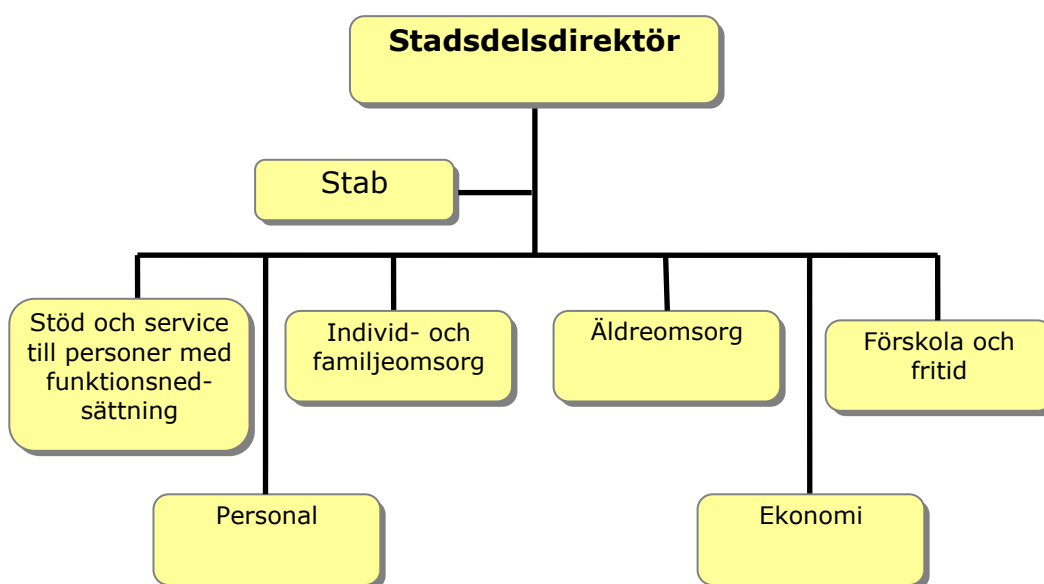 Stadsdelsdirektör
Stab
Stöd och service
till personer med
funktionsned-
sättning
Individ- och
familjeomsorg
Äldreomsorg
Förskola och
fritid
Personal
Ekonomi